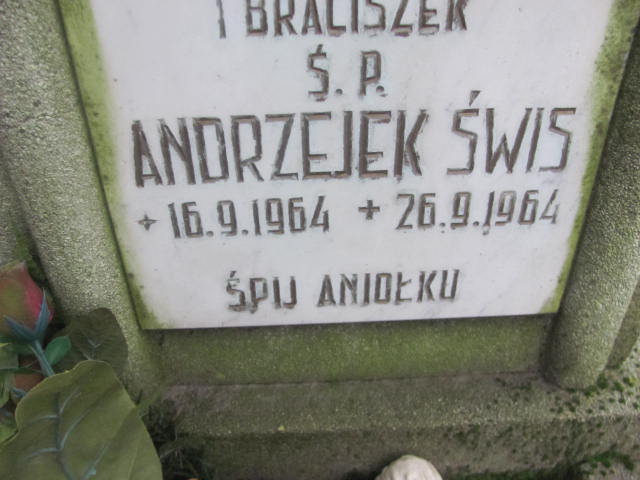 I BRACISZEK
Ś.P.
ANDRZEJEK ŚWIS
* 16.9.1964 + 26.9.1964
ŚPIJ ANIOŁKU